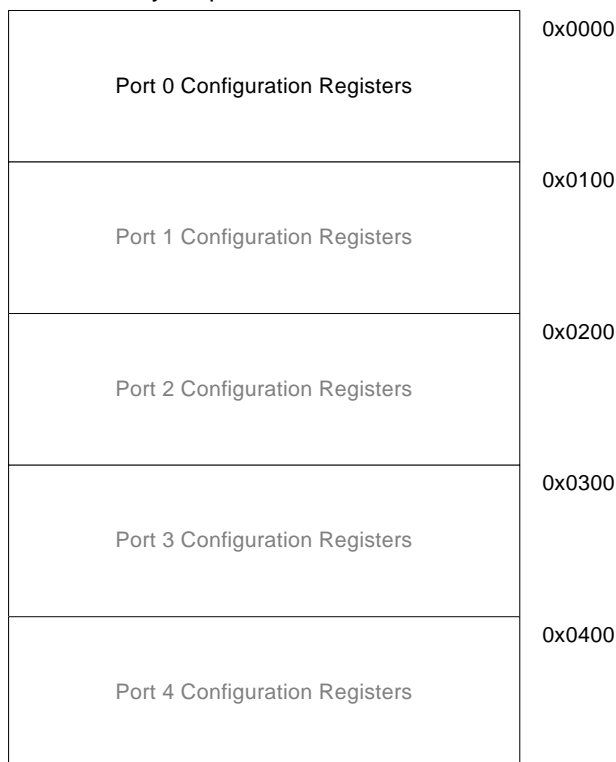 0x0000
Port 0 Configuration Registers
0x0100
Port 1 Configuration Registers
0x0200
Port 2 Configuration Registers
0x0300
Port 3 Configuration Registers
0x0400
Port 4 Configuration Registers